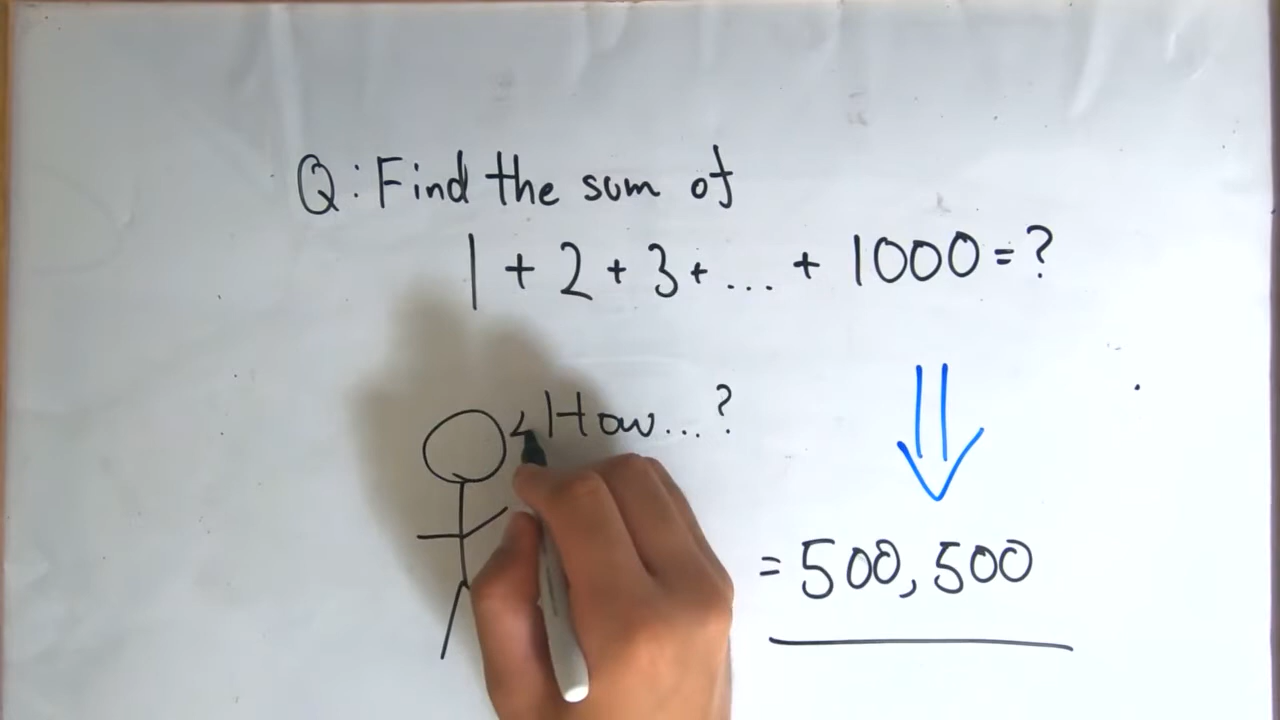 Q: Find the sum of
1 + 2 + 3 + ... + 1000 = ?
How...?
= 500,500